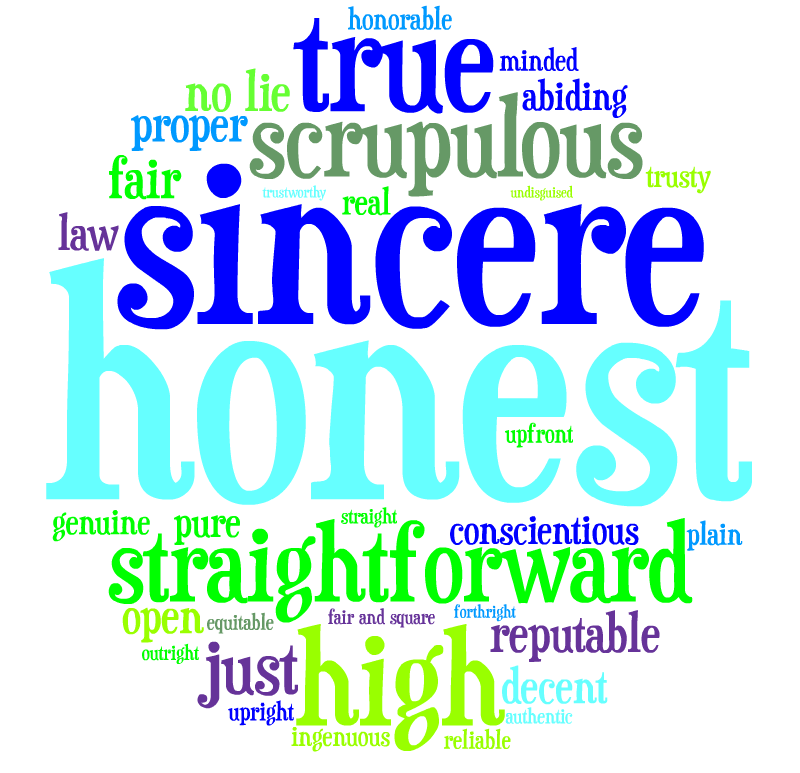 honorable
true
minded
no lie
abiding
proper
scrupulous
fair
trusty
trustworthy
real
undisguised
law
sincere
honest
upfront
genuine
pure
straight
conscientious
plain
straightforward
open
equitable
fair and square
forthright
reputable
outright
just
high
decent
upright
authentic
ingenuous
reliable